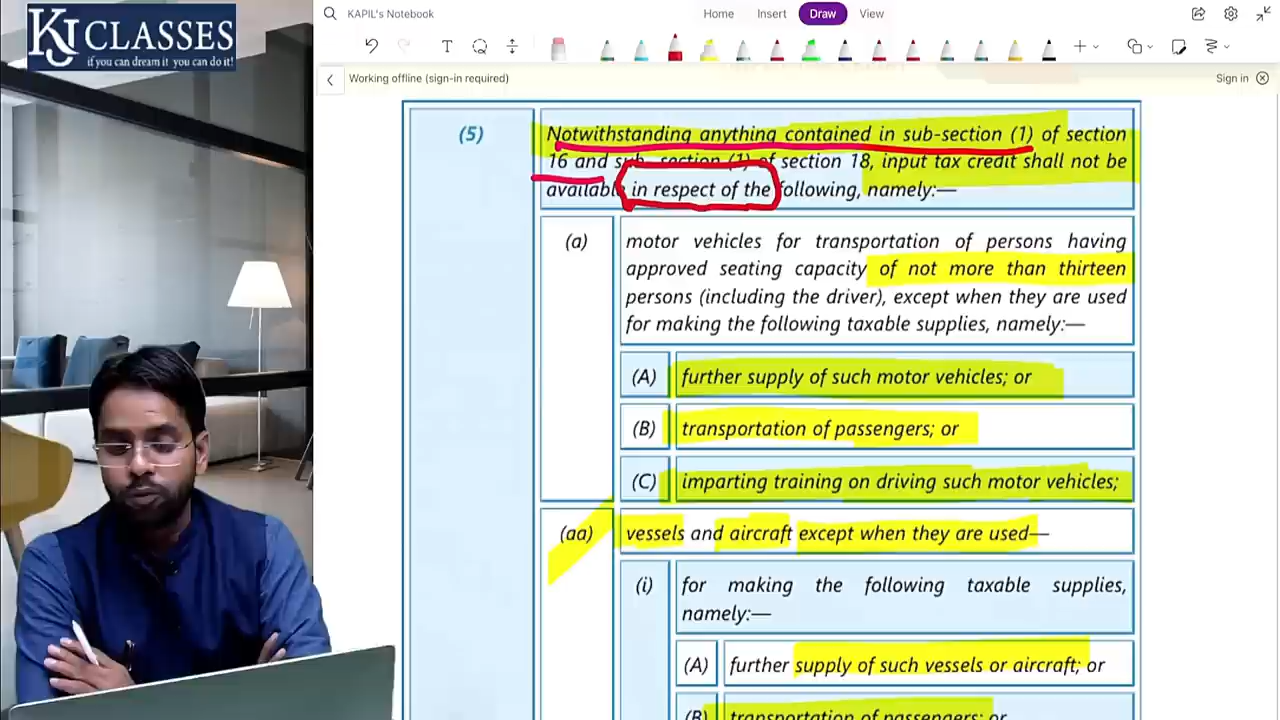 KJ CLASSES
if you can dream it you can do it!
KAPIL's Notebook
Home Insert Draw View
Working offline (sign-in required)
Sign in
(5)
Notwithstanding anything contained in sub-section (1) of section
16 and sub- section (1) of section 18, input tax credit shall not be
available in respect of the following, namely:—
(a)
motor vehicles for transportation of persons having
approved seating capacity of not more than thirteen
persons (including the driver), except when they are used
for making the following taxable supplies, namely:—
(A) further supply of such motor vehicles; or
(B) transportation of passengers; or
(C) imparting training on driving such motor vehicles;
(aa) vessels and aircraft except when they are used—
(i) for making the following taxable supplies,
namely:—
(A) further supply of such vessels or aircraft; or
(B) transportation of passengers; or